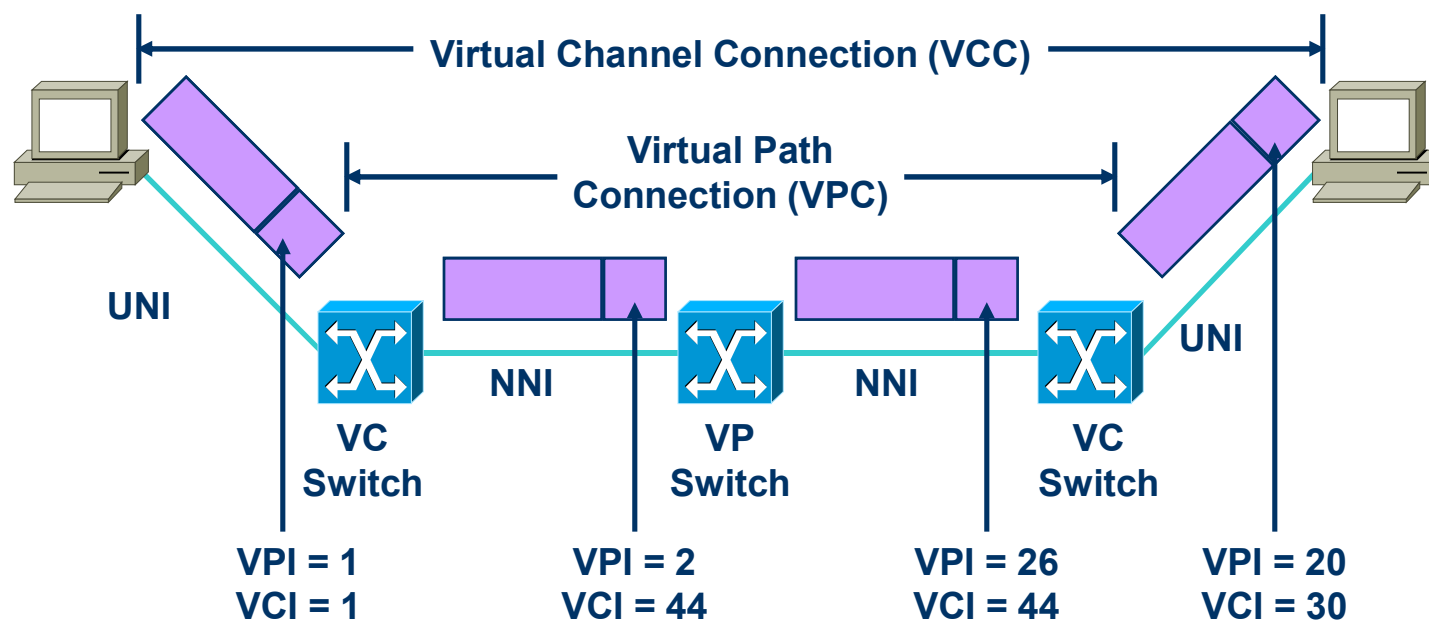 Virtual Channel Connection (VCC)
Virtual Path
Connection (VPC)
UNI
UNI
NNI
NNI
VC
Switch
VP
Switch
VC
Switch
VPI = 1
VCI = 1
VPI = 2
VCI = 44
VPI = 26
VCI = 44
VPI = 20
VCI = 30